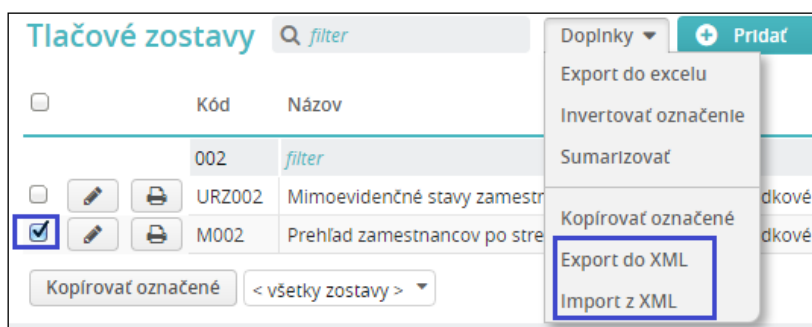 Tlačové zostavy filter Doplnky Pridať
Export do excelu
Kód Názov
Invertovať označenie
002 filter Sumarizovať
URZ002 Mimoevidenčné stavy zamestn dkové
Kopírovať označené
M002 Prehľad zamestnancov po stre dkové
Export do XML
Kopírovať označené < všetky zostavy >
Import z XML